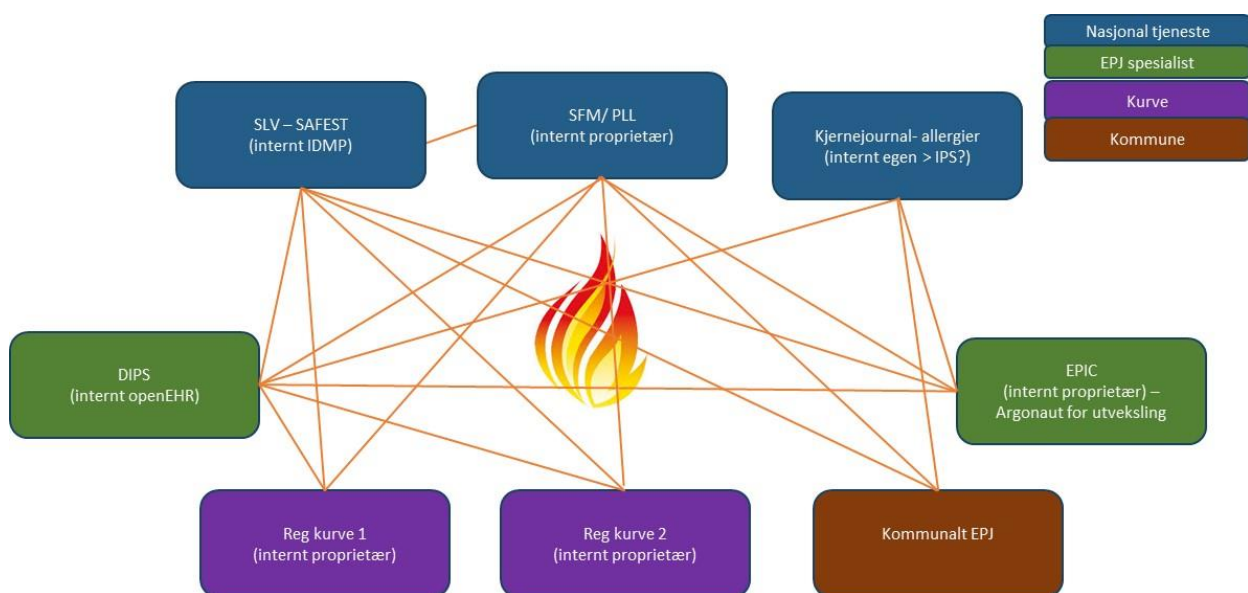 Nasjonal tjeneste
EPJ spesialist
Kurve
Kommune
SLV – SAFEST
(internt IDMP)
SFM/ PLL
(internt proprietær)
Kjernejournal- allergier
(internt egen > IPS?)
DIPS
(internt openEHR)
EPIC
(internt proprietær) –
Argonaut for utveksling
Reg kurve 1
(internt proprietær)
Reg kurve 2
(internt proprietær)
Kommunalt EPJ